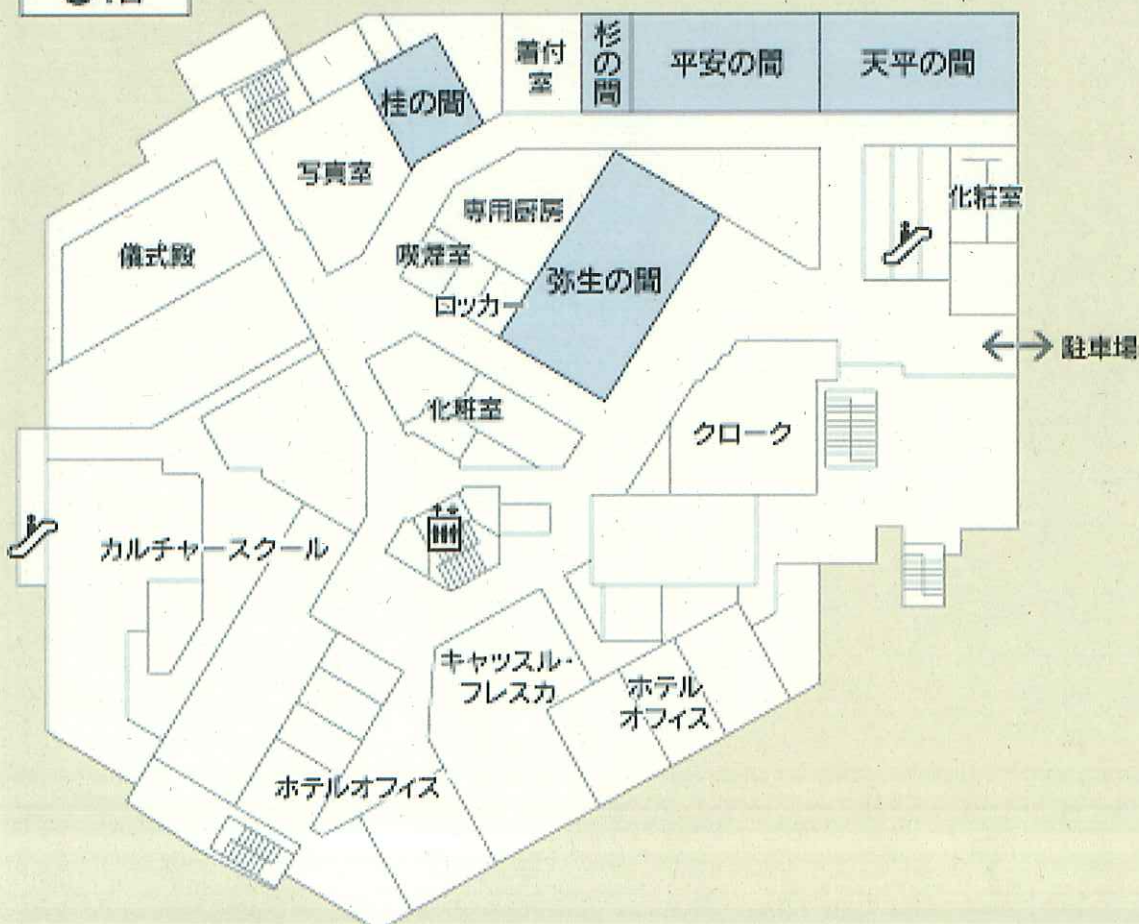 着付
室
杉の間
平安の間
天平の間
桂の間
写真室
専用厨房
化粧室
儀式殿
喫煙室
弥生の間
ロッカー
駐車場
化粧室
クローク
カルチャースクール
キャッスル・
フレスカ
ホテル
オフィス
ホテルオフィス